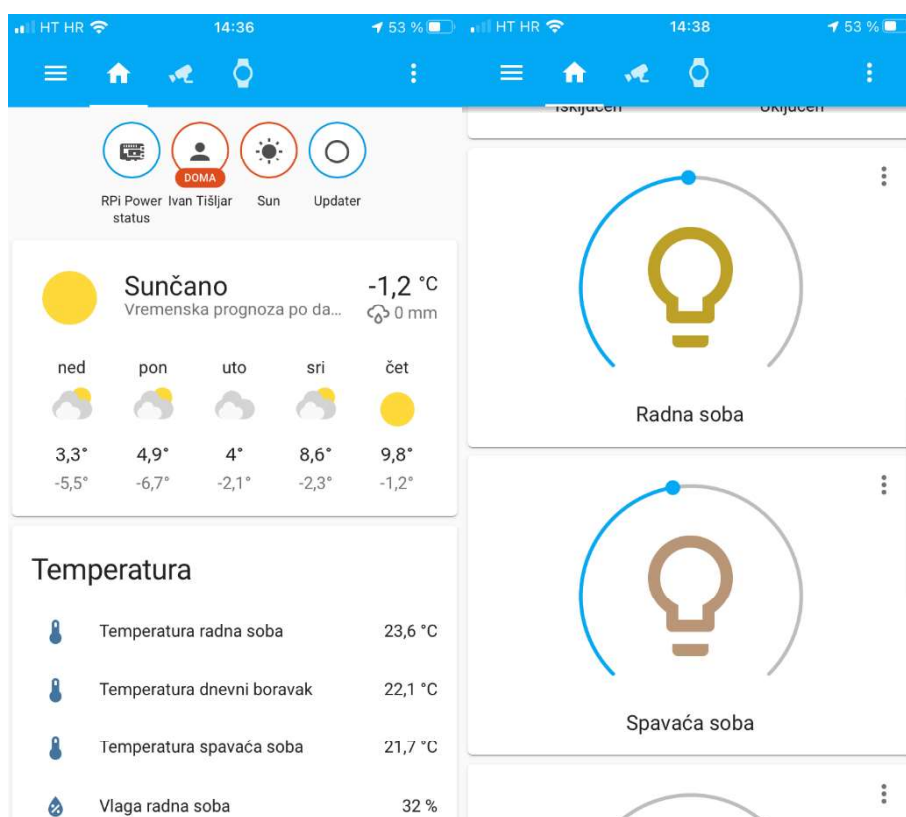 HT HR 14:36 53 %
DOMA
RPi Power status
Ivan Tišljar
Sun
Updater
Sunčano -1,2 °C
Vremenska prognoza po da... 0 mm
ned pon uto sri čet
3,3° 4,9° 4° 8,6° 9,8°
-5,5° -6,7° -2,1° -2,3° -1,2°
Temperatura
Temperatura radna soba 23,6 °C
Temperatura dnevni boravak 22,1 °C
Temperatura spavaća soba 21,7 °C
Vlaga radna soba 32 %
HT HR 14:38 53 %
Isključen Uključen
Radna soba
Spavaća soba